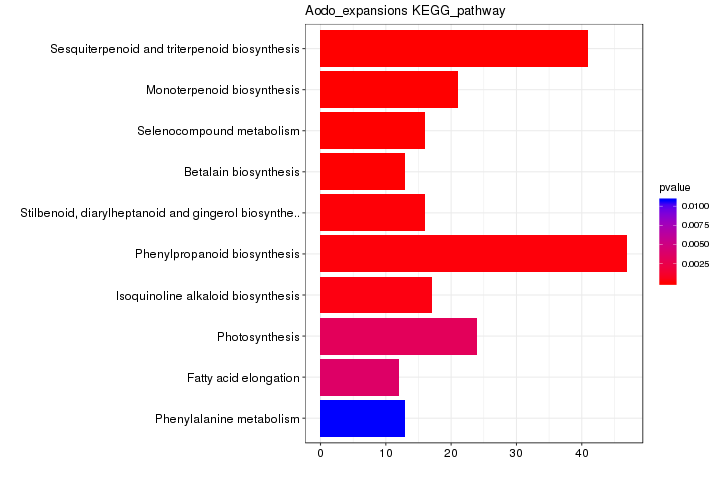 Aodo_expansions KEGG_pathway
Sesquiterpenoid and triterpenoid biosynthesis
Monoterpenoid biosynthesis
Selenocompound metabolism
Betalain biosynthesis
Stilbenoid, diarylheptanoid and gingerol biosynthe..
Phenylpropanoid biosynthesis
Isoquinoline alkaloid biosynthesis
Photosynthesis
Fatty acid elongation
Phenylalanine metabolism
0 10 20 30 40
pvalue
0.0100
0.0075
0.0050
0.0025